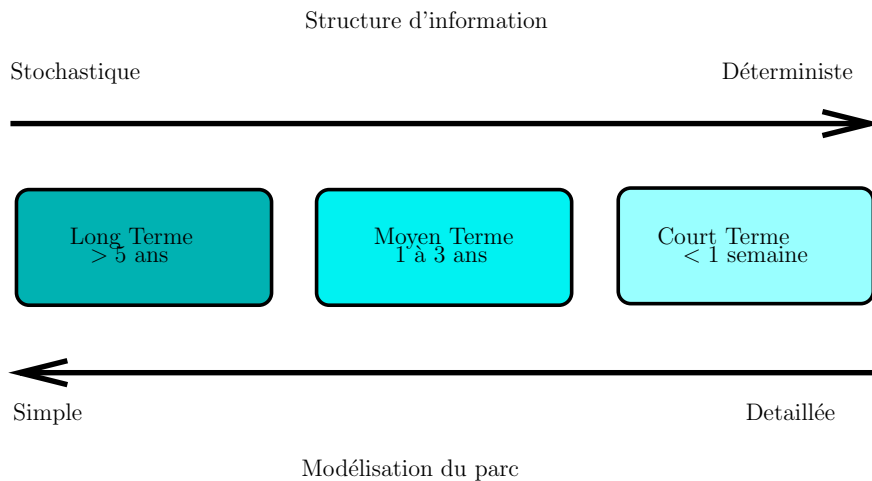 Structure d'information
Stochastique
Déterministe
Long Terme
> 5 ans
Moyen Terme
1 à 3 ans
Court Terme
< 1 semaine
Simple
Detaillée
Modélisation du parc